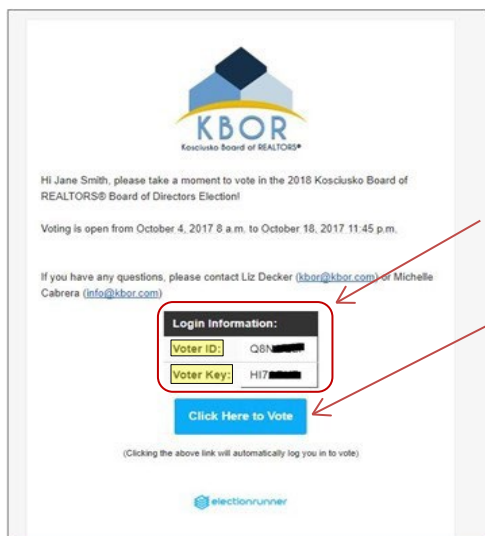 KBOR
Kosciusko Board of REALTORS®
Hi Jane Smith, please take a moment to vote in the 2018 Kosciusko Board of
REALTORS® Board of Directors Election!
Voting is open from October 4, 2017 8 a.m. to October 18, 2017 11:45 p.m.
If you have any questions, please contact Liz Decker (kbor@kbor.com) or Michelle
Cabrera (info@kbor.com)
Login Information:
Voter ID: Q8N
Voter Key: HI7
Click Here to Vote
(Clicking the above link will automatically log you in to vote)
electionrunner